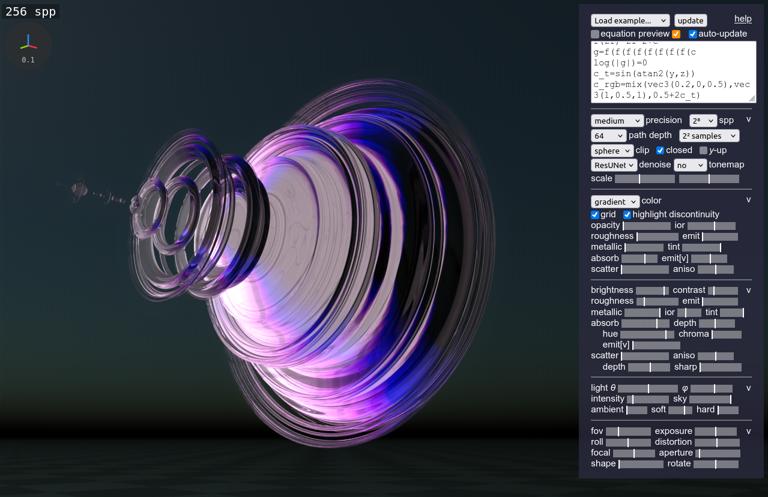 256 spp
0.1
Load example... update help
equation preview auto-update
g=f(f(f(f(f(f(f(c
log(|g|)=0
c_t=sin(atan2(y,z))
c_rgb=mix(vec3(0.2,0,0.5),vec
3(1,0.5,1),0.5+2c_t)
medium precision spp v
64 path depth 2² samples
sphere clip closed y-up
ResUNet denoise no tonemap
scale
gradient color v
grid highlight discontinuity
opacity ior
roughness emit
metallic tint
absorb emit[v]
scatter aniso
brightness contrast v
roughness emit
metallic ior tint
absorb depth
hue chroma
emit[v]
scatter aniso
depth sharp
light θ φ v
intensity sky
ambient soft hard
fov exposure v
roll distortion
focal aperture
shape rotate